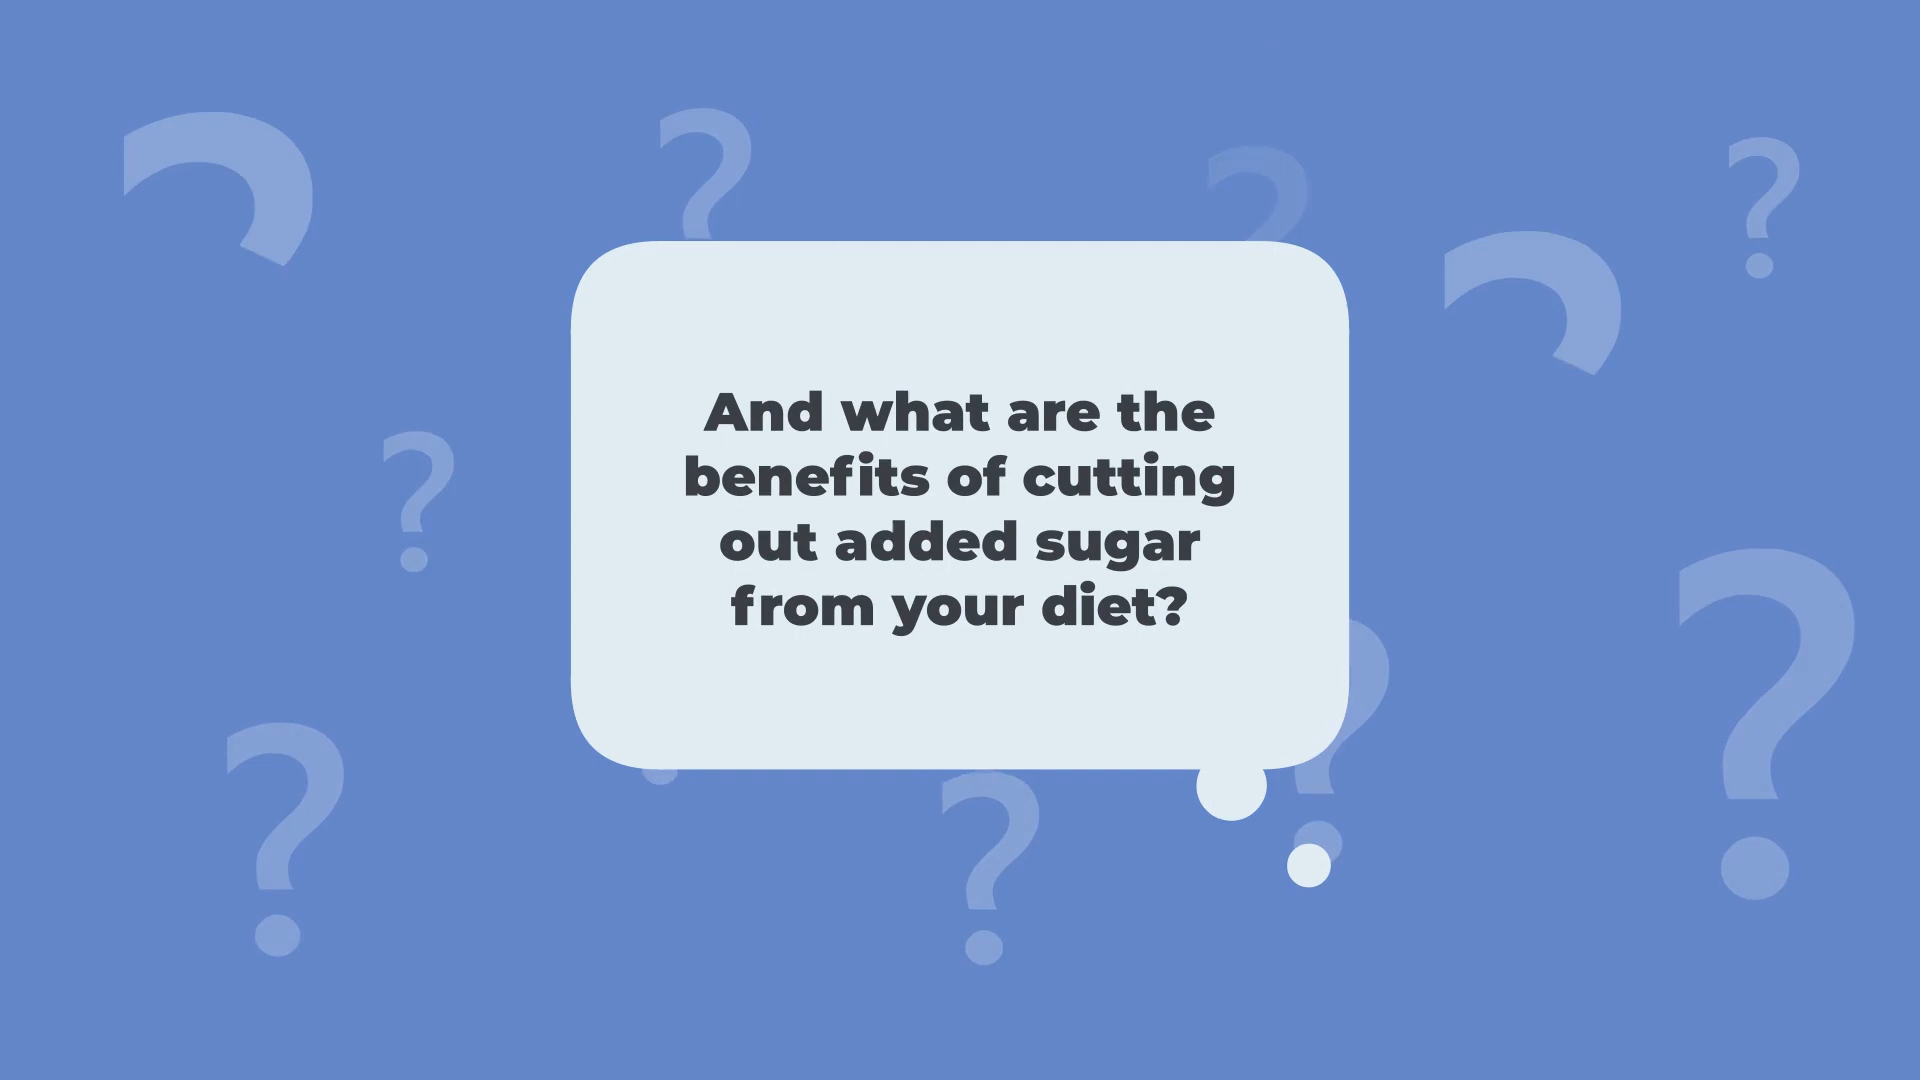 And what are the
benefits of cutting
out added sugar
from your diet?